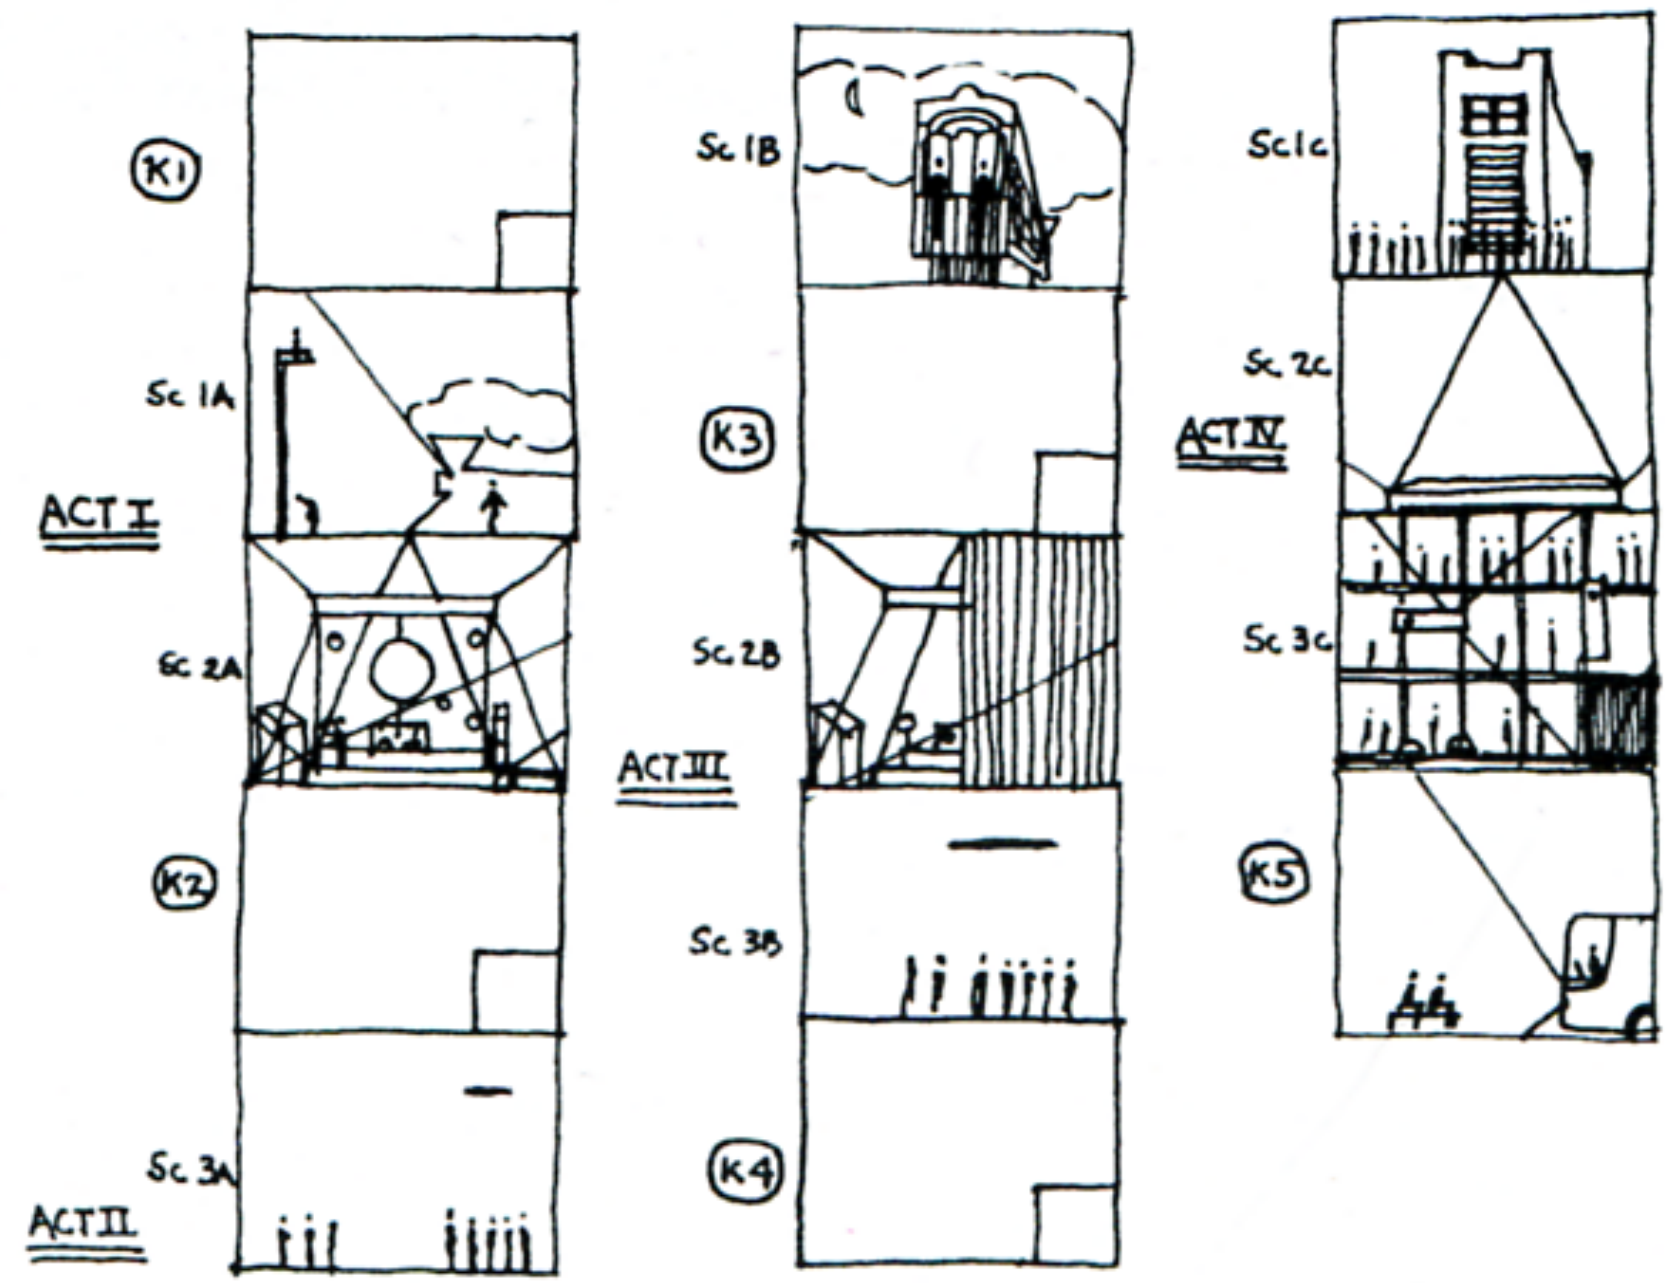 K1
Sc 1A
ACT I
Sc 2A
K2
Sc 3A
ACT II
Sc 1B
K3
Sc 2B
ACT III
Sc 3B
K4
Sc 1C
Sc 2C
ACT IV
Sc 3C
K5